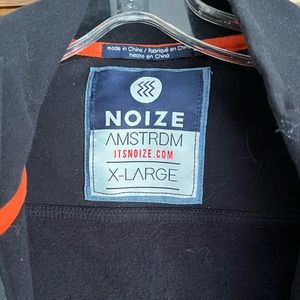 made in China / fabriqué en Chine
hecho en China
NOIZE
AMSTRDM
ITSNOIZE.COM
X-LARGE